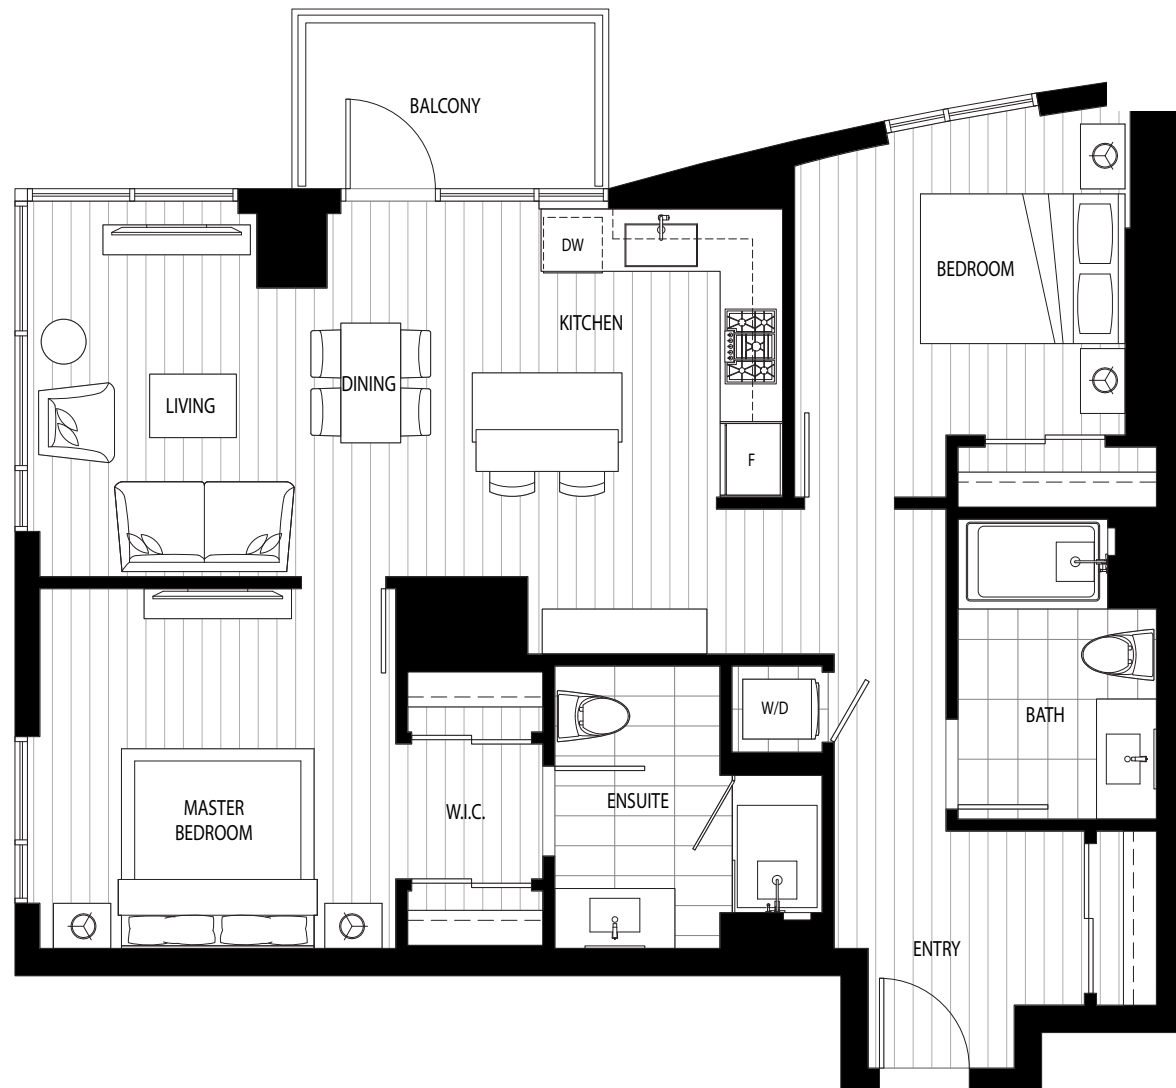 BALCONY
DW
BEDROOM
KITCHEN
DINING
LIVING
F
W/D
BATH
MASTER
BEDROOM
W.I.C.
ENSUITE
ENTRY